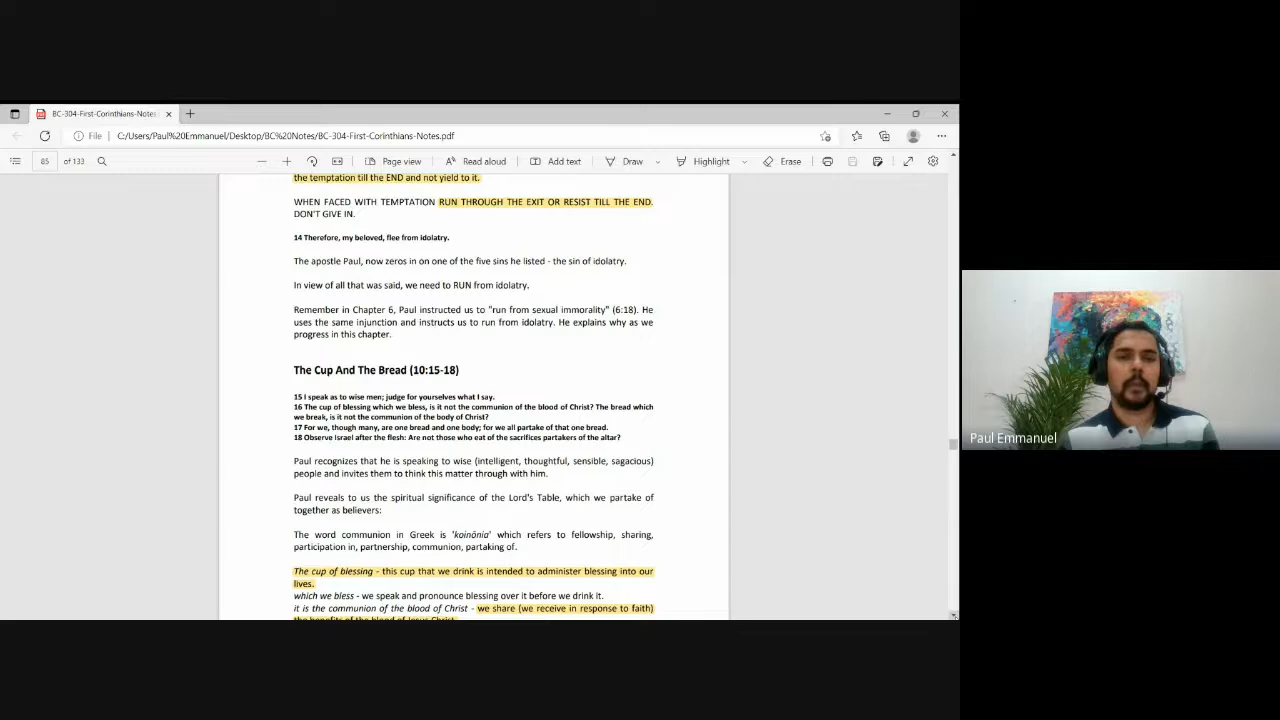 BC-304-First-Corinthians-Notes
File
C:/Users/Paul%20Emmanuel/Desktop/BC%20Notes/BC-304-First-Corinthians-Notes.pdf
85 of 133
Page view
Read aloud
Add text
Draw
Highlight
Erase
the temptation till the END and not yield to it.
WHEN FACED WITH TEMPTATION RUN THROUGH THE EXIT OR RESIST TILL THE END.
DON'T GIVE IN.
14 Therefore, my beloved, flee from idolatry.
The apostle Paul, now zeros in on one of the five sins he listed - the sin of idolatry.
In view of all that was said, we need to RUN from idolatry.
Remember in Chapter 6, Paul instructed us to "run from sexual immorality" (6:18). He
uses the same injunction and instructs us to run from idolatry. He explains why as we
progress in this chapter.
The Cup And The Bread (10:15-18)
15 I speak as to wise men; judge for yourselves what I say.
16 The cup of blessing which we bless, is it not the communion of the blood of Christ? The bread which
we break, is it not the communion of the body of Christ?
17 For we, though many, are one bread and one body; for we all partake of that one bread.
18 Observe Israel after the flesh: Are not those who eat of the sacrifices partakers of the altar?
Paul recognizes that he is speaking to wise (intelligent, thoughtful, sensible, sagacious)
people and invites them to think this matter through with him.
Paul reveals to us the spiritual significance of the Lord's Table, which we partake of
together as believers:
The word communion in Greek is 'koinōnia' which refers to fellowship, sharing,
participation in, partnership, communion, partaking of.
The cup of blessing - this cup that we drink is intended to administer blessing into our
lives.
which we bless - we speak and pronounce blessing over it before we drink it.
it is the communion of the blood of Christ - we share (we receive in response to faith)
the benefits of the blood of Jesus Christ.
Paul Emmanuel